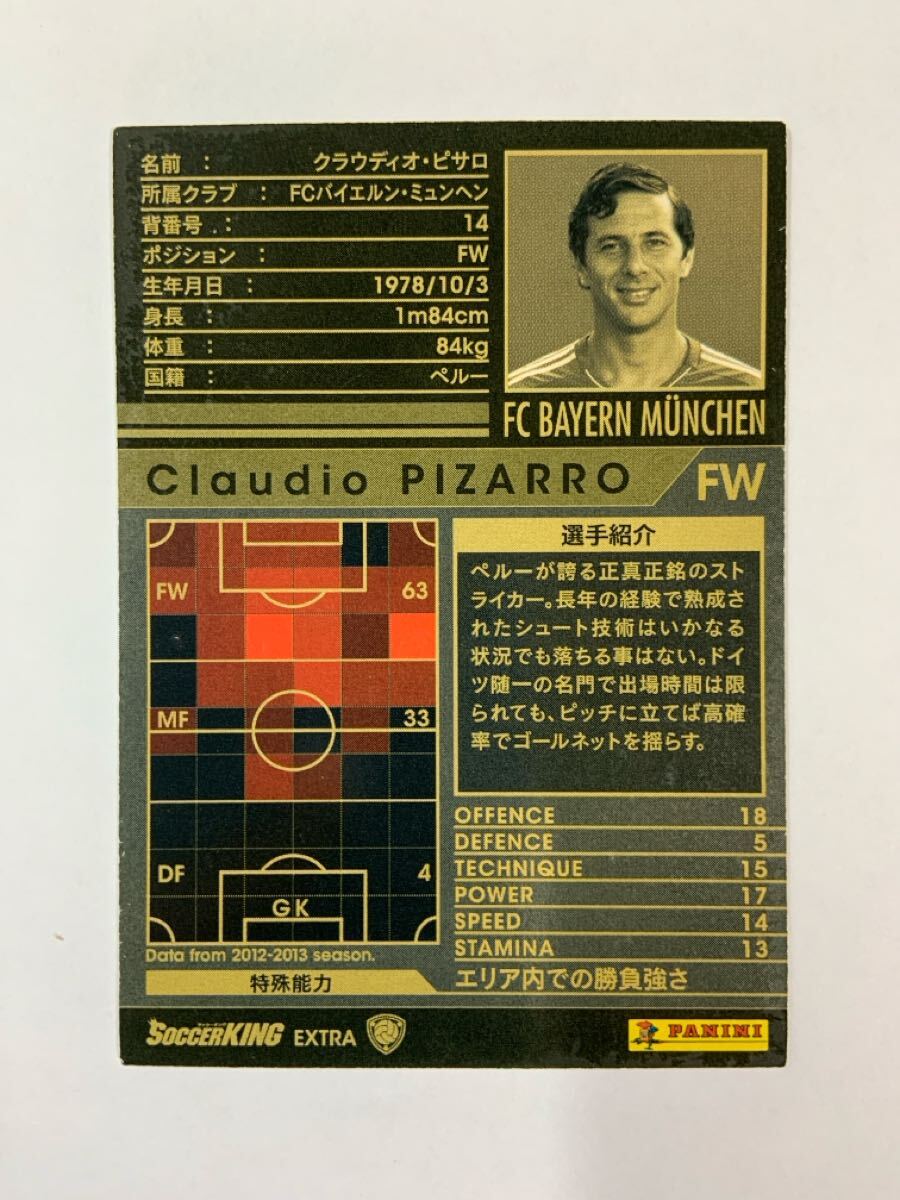 名前 : クラウディオ・ピサロ
所属クラブ : FCバイエルン・ミュンヘン
背番号 : 14
ポジション : FW
生年月日 : 1978/10/3
身長 : 1m84cm
体重 : 84kg
国籍 : ペルー
FC BAYERN MÜNCHEN
Claudio PIZARRO FW
FW 63
MF 33
DF 4
GK
Data from 2012-2013 season.
選手紹介
ペルーが誇る正真正銘のスト
ライカー。長年の経験で熟成さ
れたシュート技術はいかなる
状況でも落ちる事はない。ドイ
ツ随一の名門で出場時間は限
られても、ピッチに立てば高確
率でゴールネットを揺らす。
OFFENCE 18
DEFENCE 5
TECHNIQUE 15
POWER 17
SPEED 14
STAMINA 13
特殊能力 エリア内での勝負強さ
SOCCERKING EXTRA
PANINI